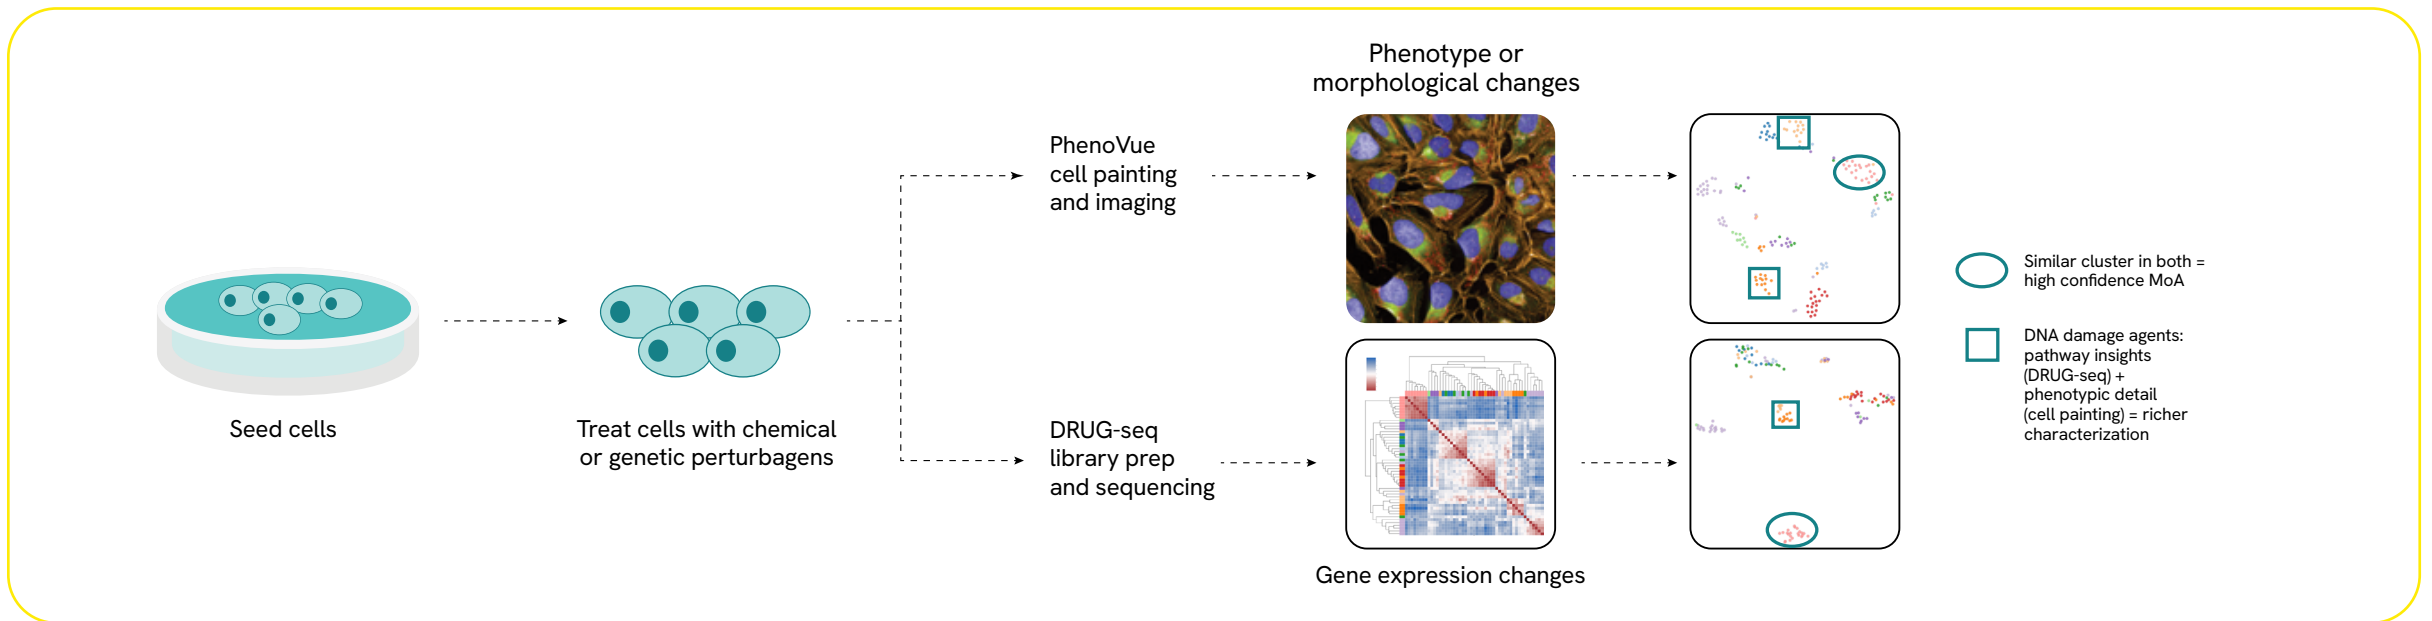 Seed cells
Treat cells with chemical
or genetic perturbagens
PhenoVue
cell painting
and imaging
DRUG-seq
library prep
and sequencing
Phenotype or
morphological changes
Gene expression changes
Similar cluster in both =
high confidence MoA
DNA damage agents:
pathway insights
(DRUG-seq) +
phenotypic detail
(cell painting) = richer
characterization